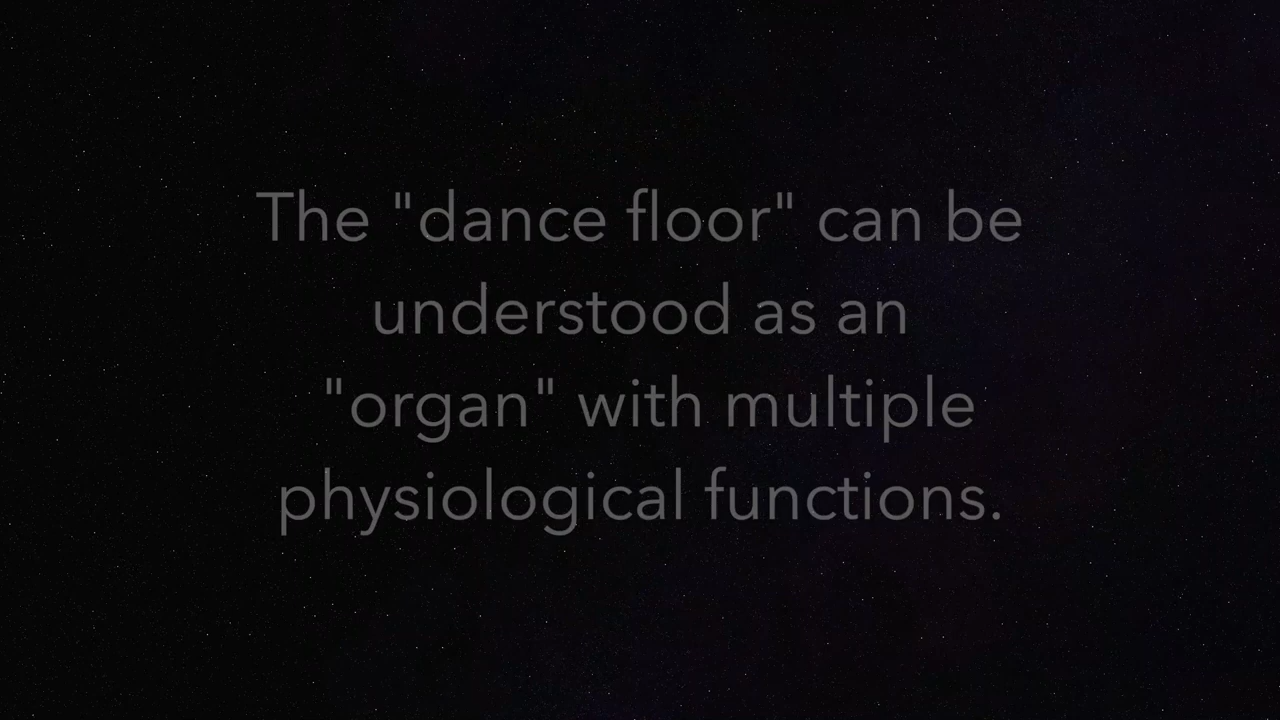 The "dance floor" can be
understood as an
"organ" with multiple
physiological functions.